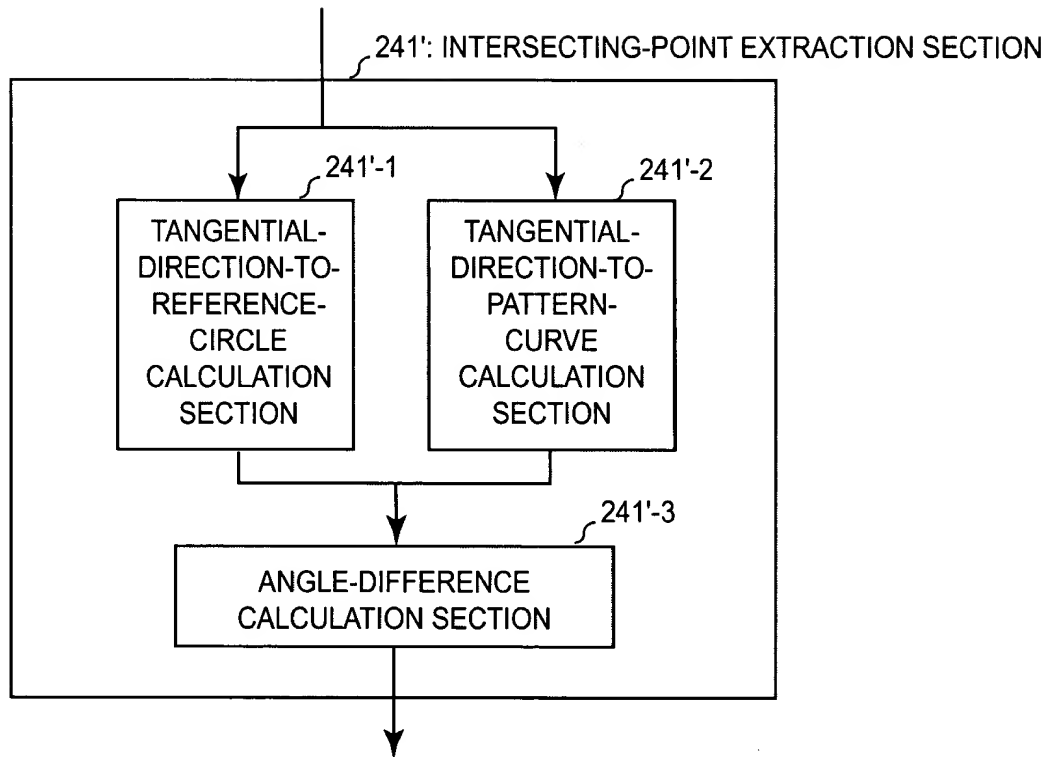 241': INTERSECTING-POINT EXTRACTION SECTION
241'-1
TANGENTIAL-
DIRECTION-TO-
REFERENCE-
CIRCLE
CALCULATION
SECTION
241'-2
TANGENTIAL-
DIRECTION-TO-
PATTERN-
CURVE
CALCULATION
SECTION
241'-3
ANGLE-DIFFERENCE
CALCULATION SECTION